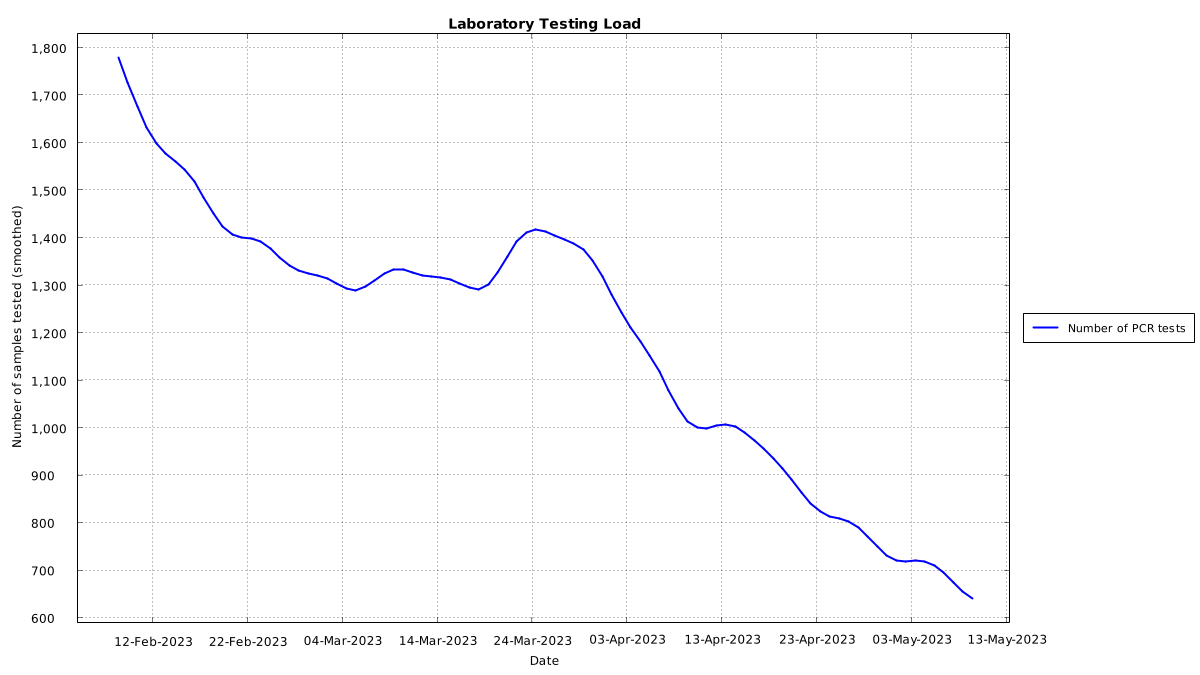 Laboratory Testing Load
Number of samples tested (smoothed)
1,800
1,700
1,600
1,500
1,400
1,300
1,200
1,100
1,000
900
800
700
600
12-Feb-2023 22-Feb-2023 04-Mar-2023 14-Mar-2023 24-Mar-2023 03-Apr-2023 13-Apr-2023 23-Apr-2023 03-May-2023 13-May-2023
Date
Number of PCR tests